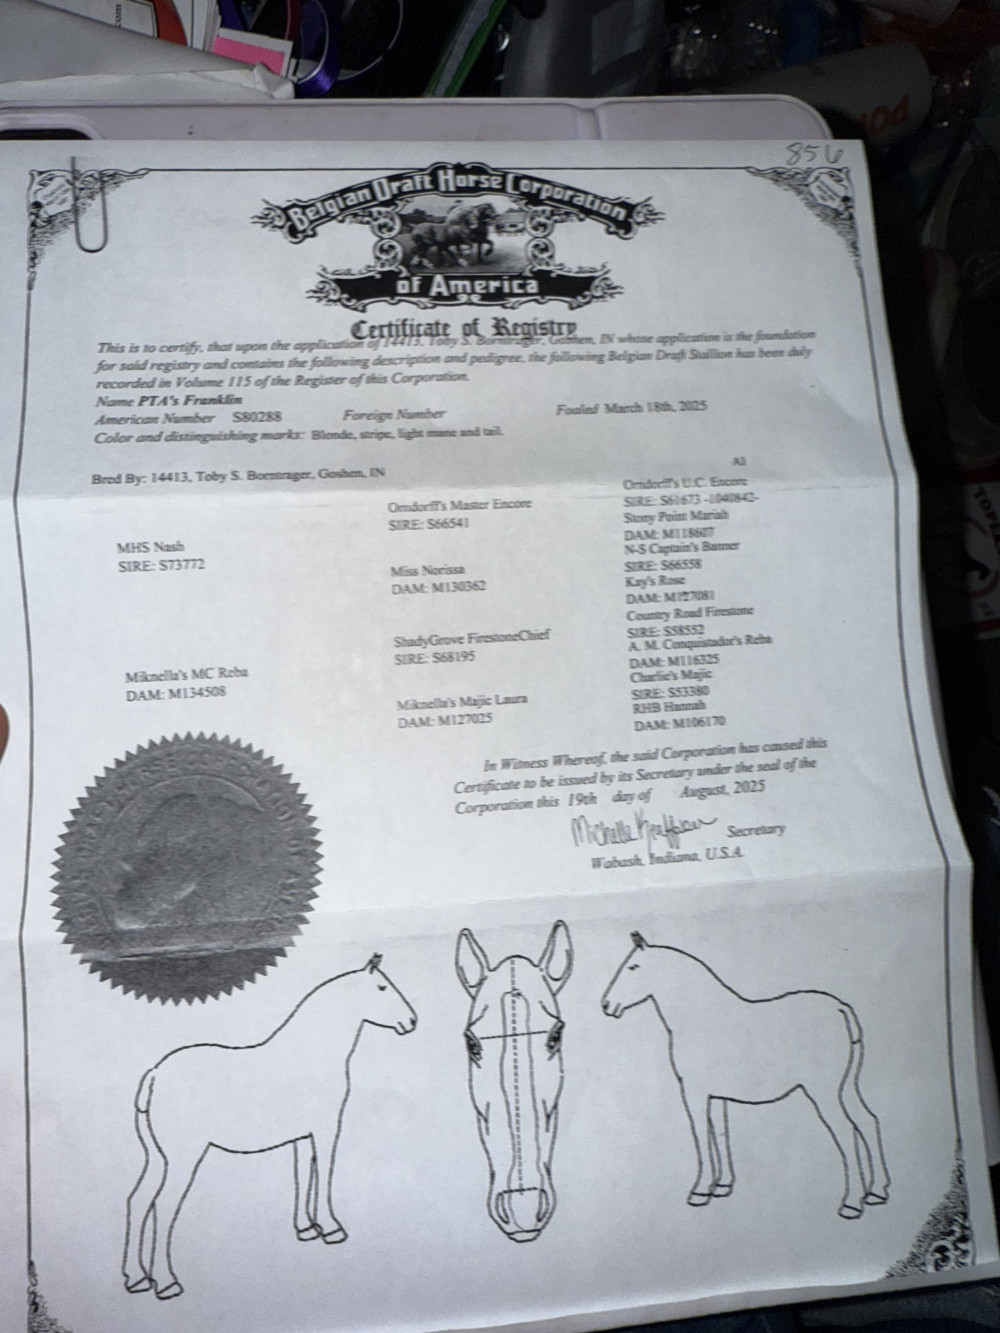 856
Belgian Draft Horse Corporation
of America
Certificate of Registry
This is to certify, that upon the application of 14413, Toby S. Borntrager, Goshen, IN whose application is the foundation
for said registry and contains the following description and pedigree, the following Belgian Draft Stallion has been duly
recorded in Volume 115 of the Register of this Corporation.
Name PTA's Franklin
American Number S80288 Foreign Number Foaled March 18th, 2025
Color and distinguishing marks: Blonde, stripe, light mane and tail.
AI
Bred By: 14413, Toby S. Borntrager, Goshen, IN
MHS Nash
SIRE: S73772
Miknella's MC Reba
DAM: M134508
Orndorff's Master Encore
SIRE: S66541
Miss Norissa
DAM: M130362
ShadyGrove FirestoneChief
SIRE: S68195
Miknella's Majic Laura
DAM: M127025
Orndorff's U.C. Encore
SIRE: S61673 -1040842-
Stony Point Mariah
DAM: M118607
N-S Captain's Banner
SIRE: S66558
Kay's Rose
DAM: M127081
Country Road Firestone
SIRE: S58552
A. M. Conquistador's Reba
DAM: M116325
Charlie's Majic
SIRE: S53380
RHB Hannah
DAM: M106170
In Witness Whereof, the said Corporation has caused this
Certificate to be issued by its Secretary under the seal of the
Corporation this 19th day of August, 2025
Michelle Secretary
Wabash, Indiana, U.S.A.